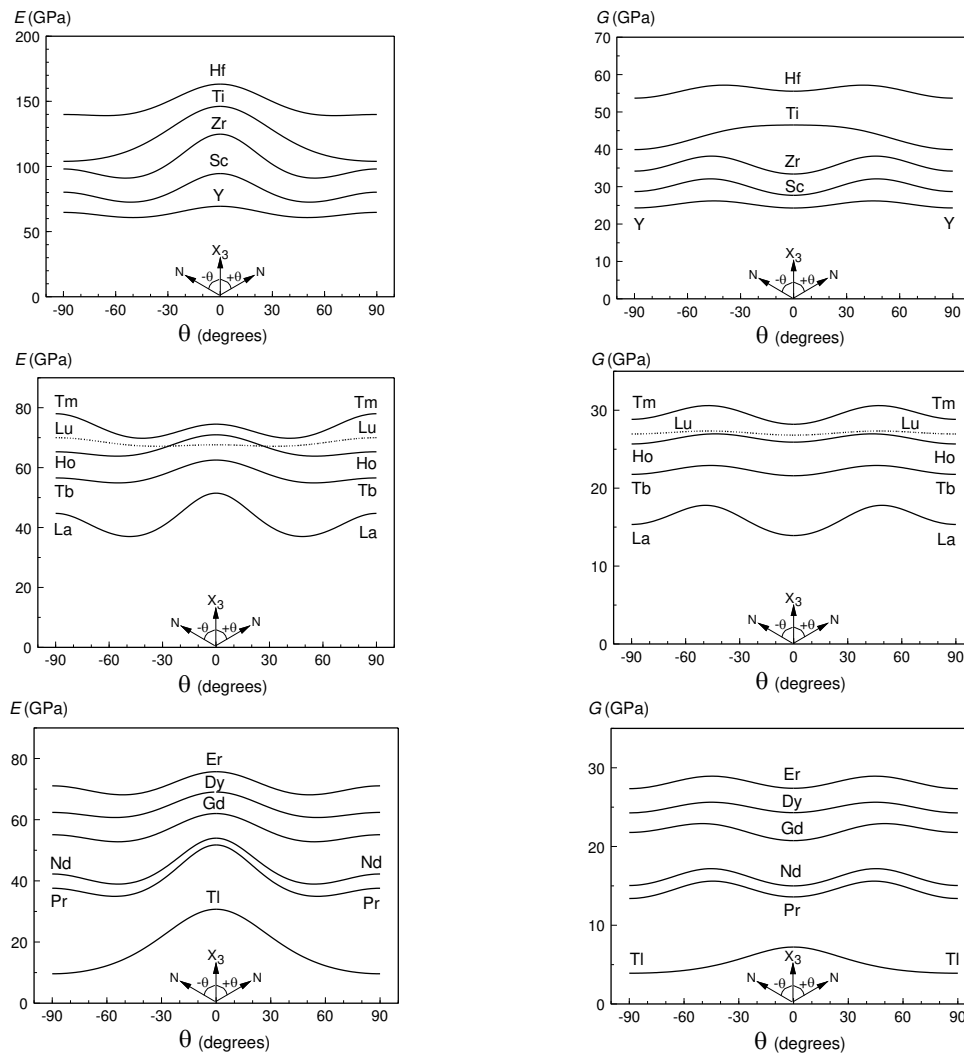 E (GPa)
200
150
100
50
0
Hf
Ti
Zr
Sc
Y
X3
N -θ +θ N
-90 -60 -30 0 30 60 90
θ (degrees)
G (GPa)
70
60
50
40
30
20
10
0
Hf
Ti
Zr
Sc
Y Y
X3
N -θ +θ N
-90 -60 -30 0 30 60 90
θ (degrees)
E (GPa)
80
60
40
20
0
Tm Tm
Lu Lu
Ho Ho
Tb Tb
La La
X3
N -θ +θ N
-90 -60 -30 0 30 60 90
θ (degrees)
G (GPa)
30
20
10
0
Tm Tm
Lu Lu
Ho Ho
Tb Tb
La La
X3
N -θ +θ N
-90 -60 -30 0 30 60 90
θ (degrees)
E (GPa)
80
60
40
20
0
Er
Dy
Gd
Nd Nd
Pr Pr
Tl
X3
N -θ +θ N
-90 -60 -30 0 30 60 90
θ (degrees)
G (GPa)
30
20
10
0
Er
Dy
Gd
Nd
Pr
Tl Tl
X3
N -θ +θ N
-90 -60 -30 0 30 60 90
θ (degrees)